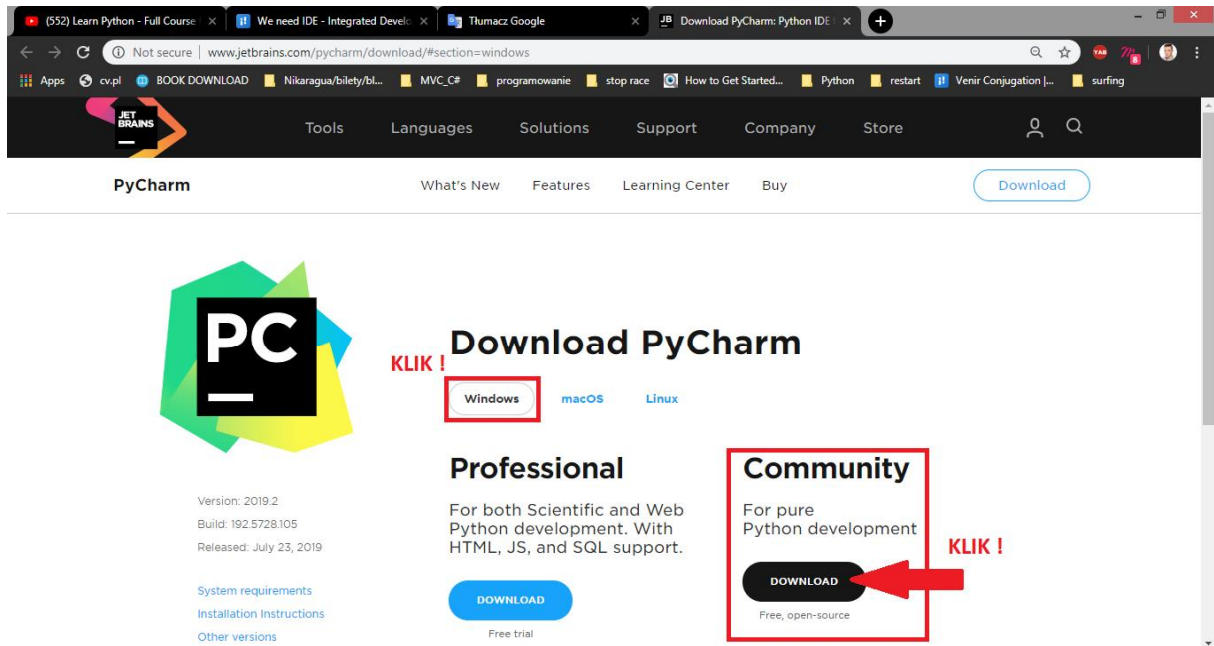 (552) Learn Python - Full Course
We need IDE - Integrated Develo
Tłumacz Google
JB Download PyCharm: Python IDE
Not secure | www.jetbrains.com/pycharm/download/#section=windows
YAB
8
Apps
cv.pl
BOOK DOWNLOAD
Nikaragua/bilety/bl...
MVC_C#
programowanie
stop race
How to Get Started...
Python
restart
Venir Conjugation |...
surfing
JET
BRAINS
Tools
Languages
Solutions
Support
Company
Store
PyCharm
What's New
Features
Learning Center
Buy
Download
PC
Download PyCharm
KLIK !
Windows
macOS
Linux
Version: 2019.2
Build: 192.5728.105
Released: July 23, 2019
System requirements
Installation Instructions
Other versions
Professional
For both Scientific and Web
Python development. With
HTML, JS, and SQL support.
DOWNLOAD
Free trial
Community
For pure
Python development
DOWNLOAD
Free, open-source
KLIK !